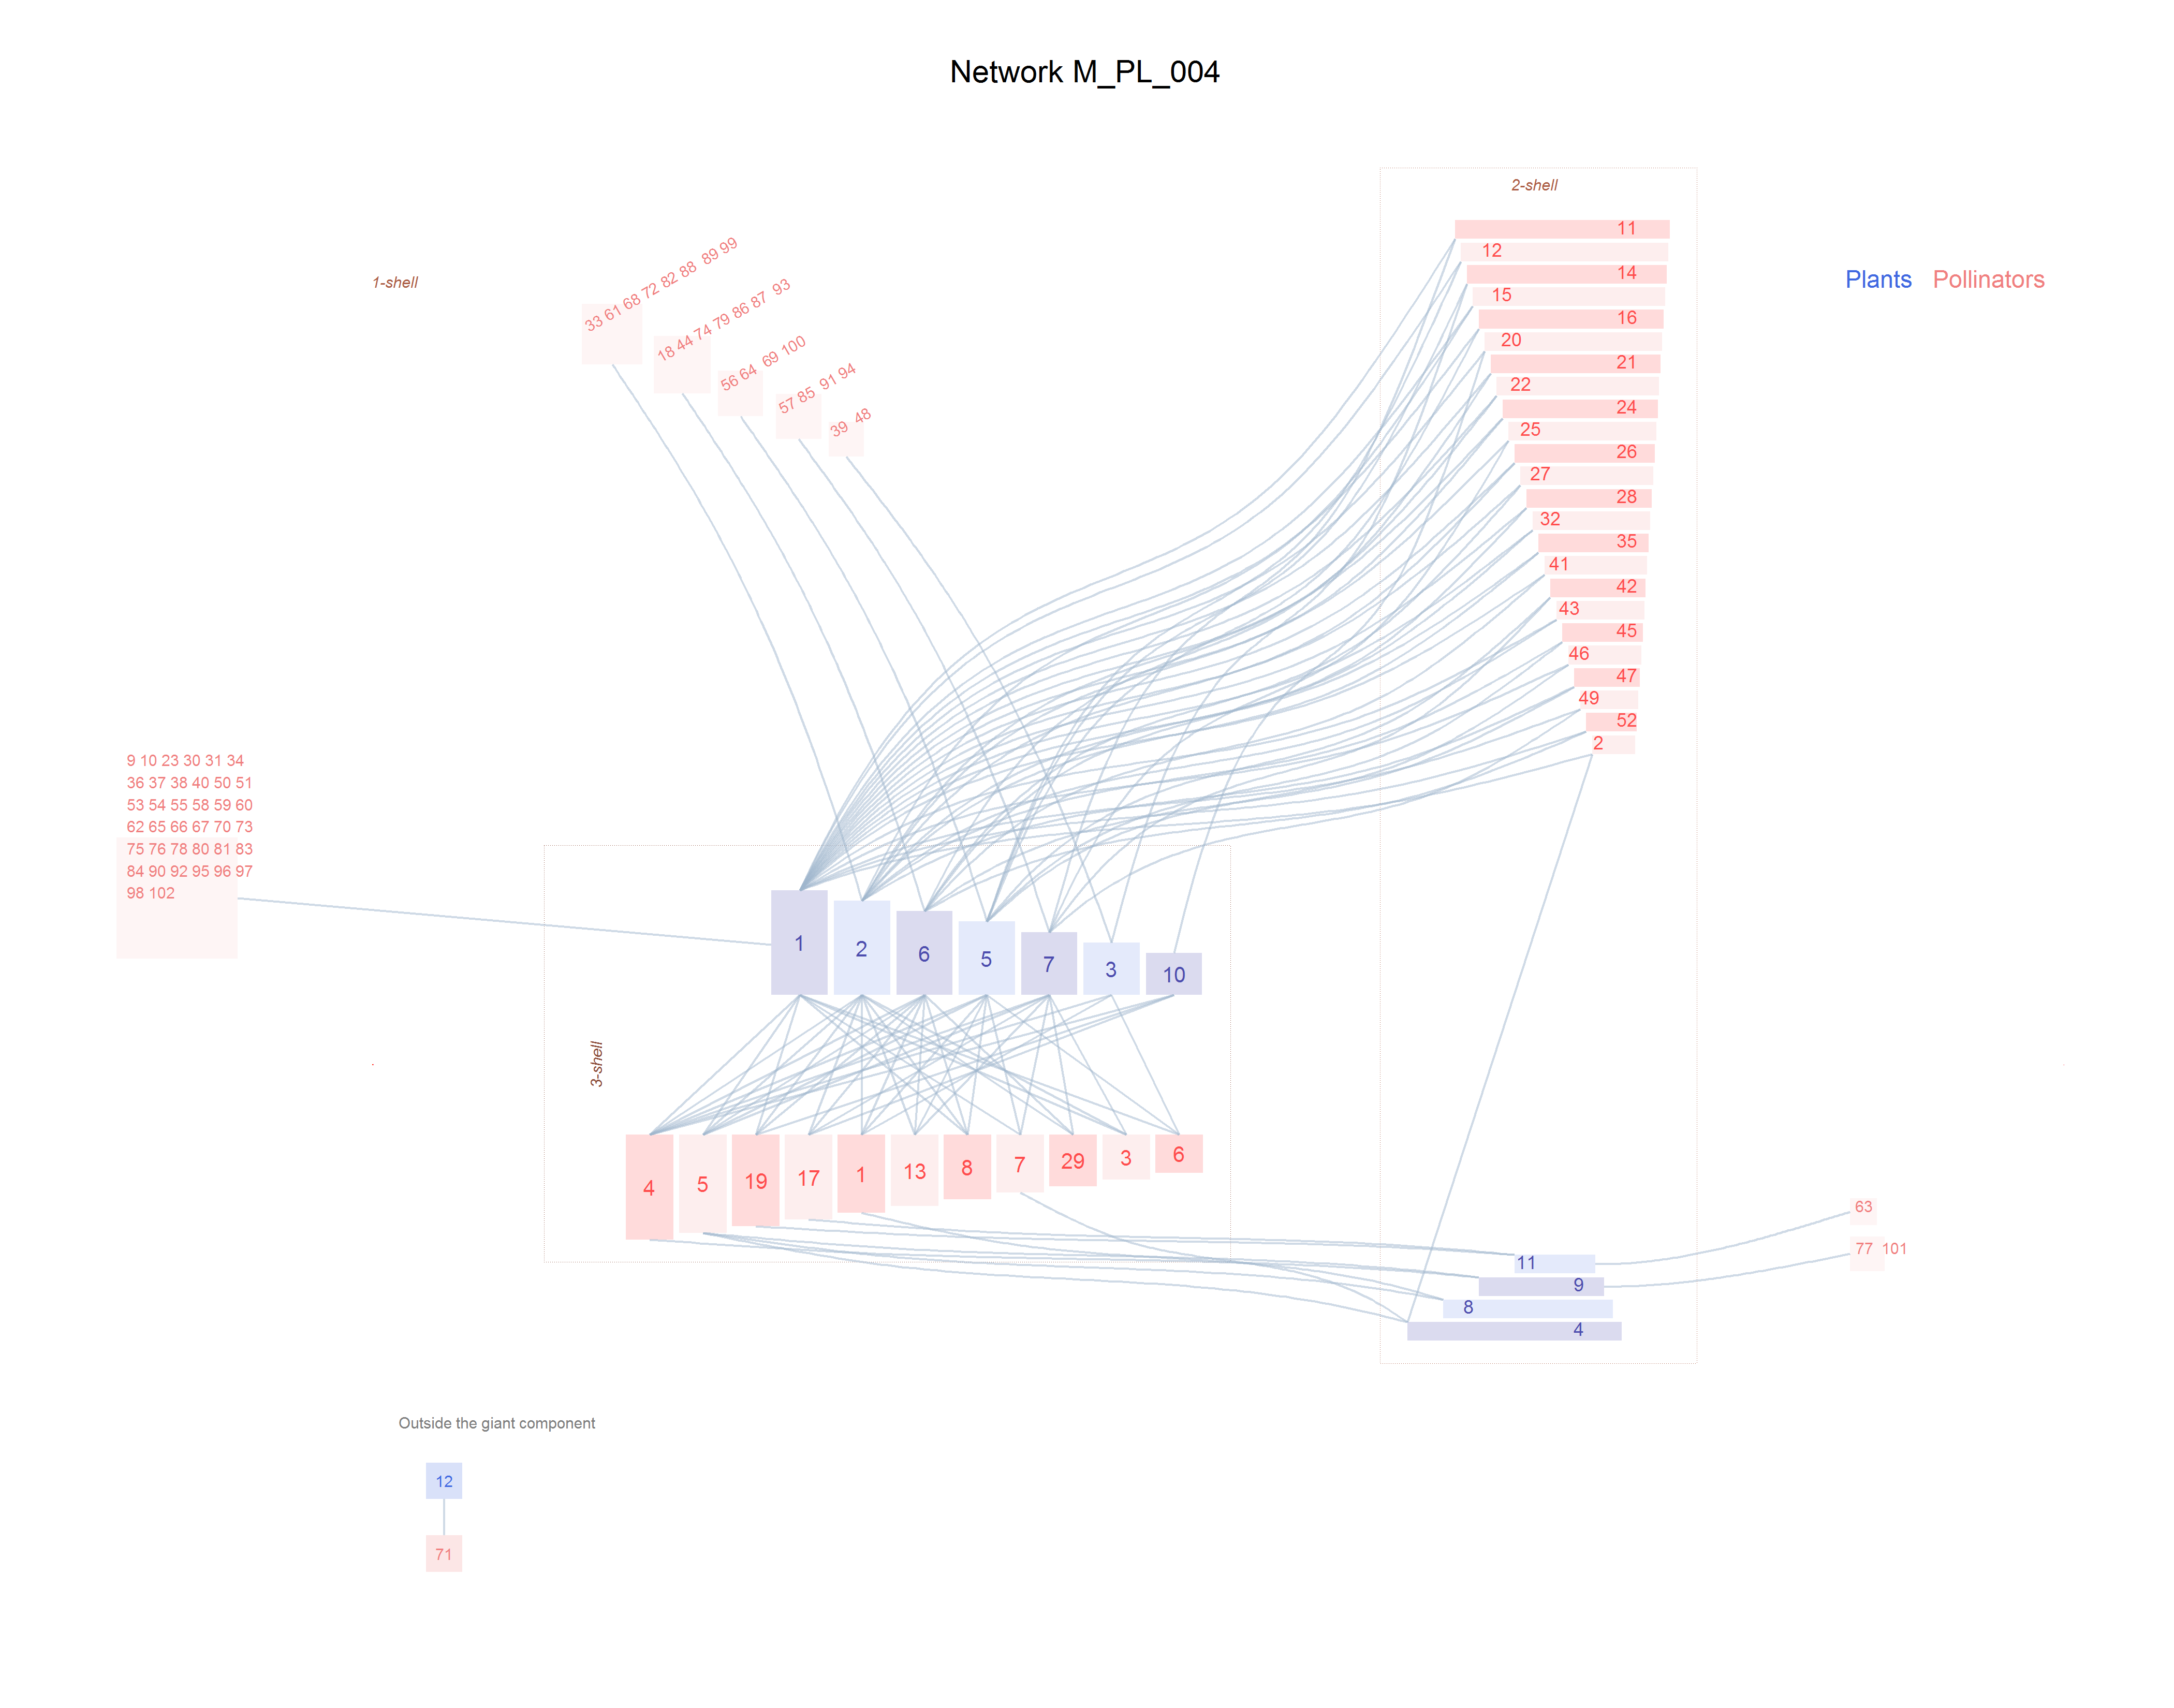 Network M_PL_004
2-shell
11
12
14
15
16
20
21
22
24
25
26
27
28
32
35
41
42
43
45
46
47
49
52
2
Plants Pollinators
1-shell
33 61 68 72 82 88 89 99
18 44 74 79 86 87 93
56 64 69 100
57 85 91 94
39 48
9 10 23 30 31 34
36 37 38 40 50 51
53 54 55 58 59 60
62 65 66 67 70 73
75 76 78 80 81 83
84 90 92 95 96 97
98 102
1 2 6 5 7 3 10
3-shell
4 5 19 17 1 13 8 7 29 3 6
63
77 101
11
9
8
4
Outside the giant component
12
71